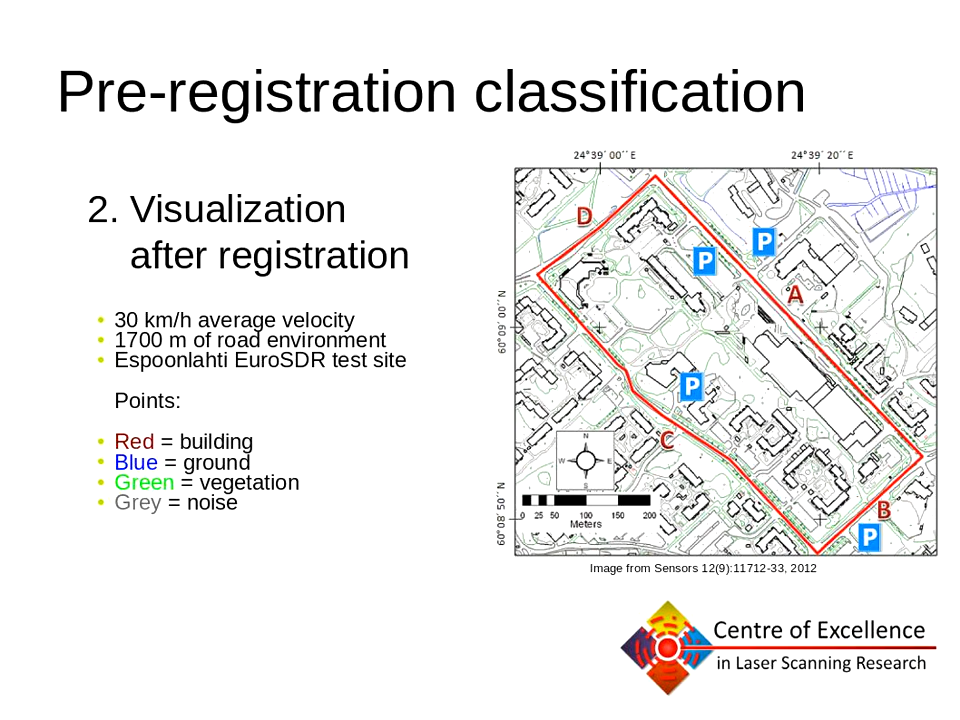 Pre-registration classification
2. Visualization
after registration
• 30 km/h average velocity
• 1700 m of road environment
• Espoonlahti EuroSDR test site
Points:
• Red = building
• Blue = ground
• Green = vegetation
• Grey = noise
24°39´ 00´´ E
24°39´ 20´´ E
60°09´ 00´´ N
60°08´ 50´´ N
D
P
P
A
P
C
B
P
N
W
E
S
0 25 50 100 150 200
Meters
Image from Sensors 12(9):11712-33, 2012
Centre of Excellence
in Laser Scanning Research